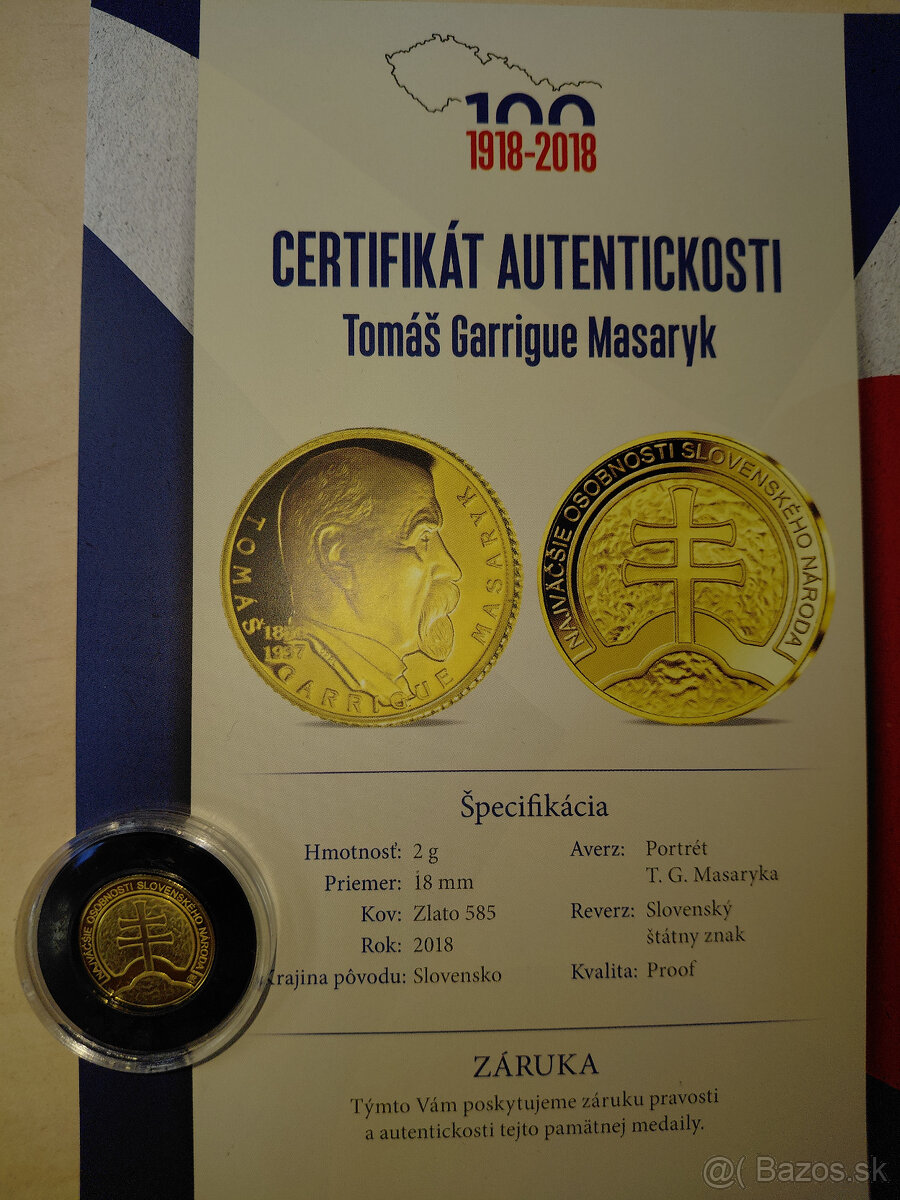 100
1918-2018
CERTIFIKÁT AUTENTICKOSTI
Tomáš Garrigue Masaryk
TOMÁŠ GARRIGUE MASARYK
1937
NAJVÄČŠIE OSOBNOSTI SLOVENSKÉHO NÁRODA
Špecifikácia
Hmotnosť: 2 g
Priemer: 18 mm
Kov: Zlato 585
Rok: 2018
Krajina pôvodu: Slovensko
Averz: Portrét
T. G. Masaryka
Reverz: Slovenský
štátny znak
Kvalita: Proof
NAJVÄČŠIE OSOBNOSTI SLOVENSKÉHO NÁRODA
ZÁRUKA
Týmto Vám poskytujeme záruku pravosti
a autentickosti tejto pamätnej medaily.
@( Bazos.sk